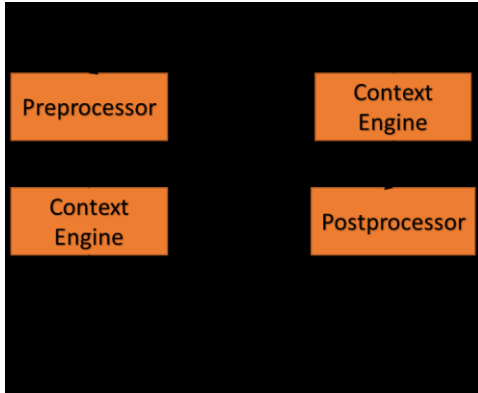 Preprocessor
Context
Engine
Context
Engine
Postprocessor